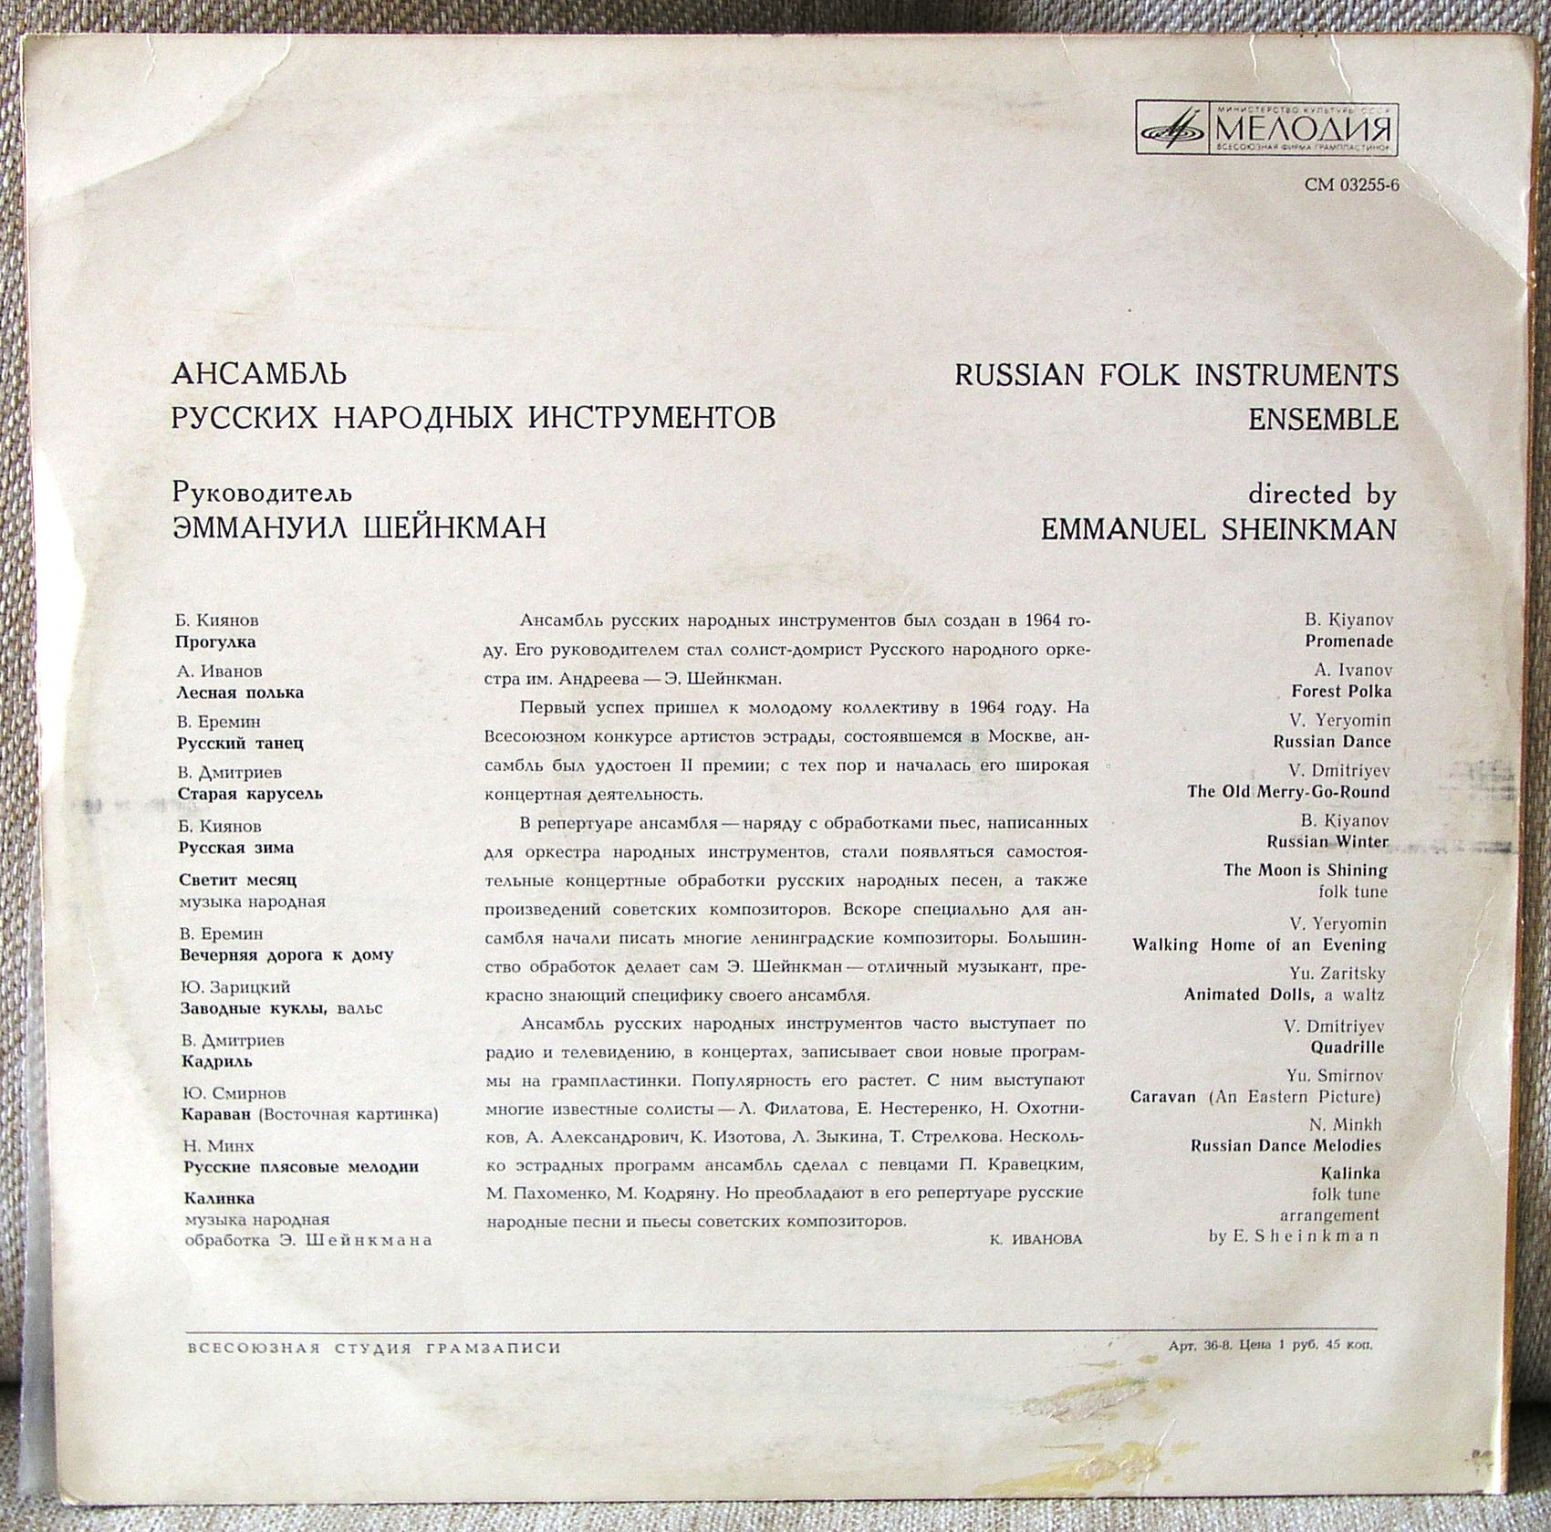 МИНИСТЕРСТВО КУЛЬТУРЫ СССР
МЕЛОДИЯ
ВСЕСОЮЗНАЯ ФИРМА ГРАМПЛАСТИНОК
СМ 03255-6
АНСАМБЛЬ
РУССКИХ НАРОДНЫХ ИНСТРУМЕНТОВ
Руководитель
ЭММАНУИЛ ШЕЙНКМАН
RUSSIAN FOLK INSTRUMENTS
ENSEMBLE
directed by
EMMANUEL SHEINKMAN
Б. Киянов
Прогулка
А. Иванов
Лесная полька
В. Еремин
Русский танец
В. Дмитриев
Старая карусель
Б. Киянов
Русская зима
Светит месяц
музыка народная
В. Еремин
Вечерняя дорога к дому
Ю. Зарицкий
Заводные куклы, вальс
В. Дмитриев
Кадриль
Ю. Смирнов
Караван (Восточная картинка)
Н. Минх
Русские плясовые мелодии
Калинка
музыка народная
обработка Э. Шейнкмана
Ансамбль русских народных инструментов был создан в 1964 го-
ду. Его руководителем стал солист-домрист Русского народного орке-
стра им. Андреева — Э. Шейнкман.
Первый успех пришел к молодому коллективу в 1964 году. На
Всесоюзном конкурсе артистов эстрады, состоявшемся в Москве, ан-
самбль был удостоен II премии; с тех пор и началась его широкая
концертная деятельность.
В репертуаре ансамбля — наряду с обработками пьес, написанных
для оркестра народных инструментов, стали появляться самостоя-
тельные концертные обработки русских народных песен, а также
произведений советских композиторов. Вскоре специально для ан-
самбля начали писать многие ленинградские композиторы. Большин-
ство обработок делает сам Э. Шейнкман — отличный музыкант, пре-
красно знающий специфику своего ансамбля.
Ансамбль русских народных инструментов часто выступает по
радио и телевидению, в концертах, записывает свои новые програм-
мы на грампластинки. Популярность его растет. С ним выступают
многие известные солисты — Л. Филатова, Е. Нестеренко, Н. Охотни-
ков, А. Александрович, К. Изотова, Л. Зыкина, Т. Стрелкова. Несколь-
ко эстрадных программ ансамбль сделал с певцами П. Кравецким,
М. Пахоменко, М. Кодряну. Но преобладают в его репертуаре русские
народные песни и пьесы советских композиторов.
К. ИВАНОВА
B. Kiyanov
Promenade
A. Ivanov
Forest Polka
V. Yeryomin
Russian Dance
V. Dmitriyev
The Old Merry-Go-Round
B. Kiyanov
Russian Winter
The Moon is Shining
folk tune
V. Yeryomin
Walking Home of an Evening
Yu. Zaritsky
Animated Dolls, a waltz
V. Dmitriyev
Quadrille
Yu. Smirnov
Caravan (An Eastern Picture)
N. Minkh
Russian Dance Melodies
Kalinka
folk tune
arrangement
by E. Sheinkman
ВСЕСОЮЗНАЯ СТУДИЯ ГРАМЗАПИСИ
Арт. 36-8. Цена 1 руб. 45 коп.